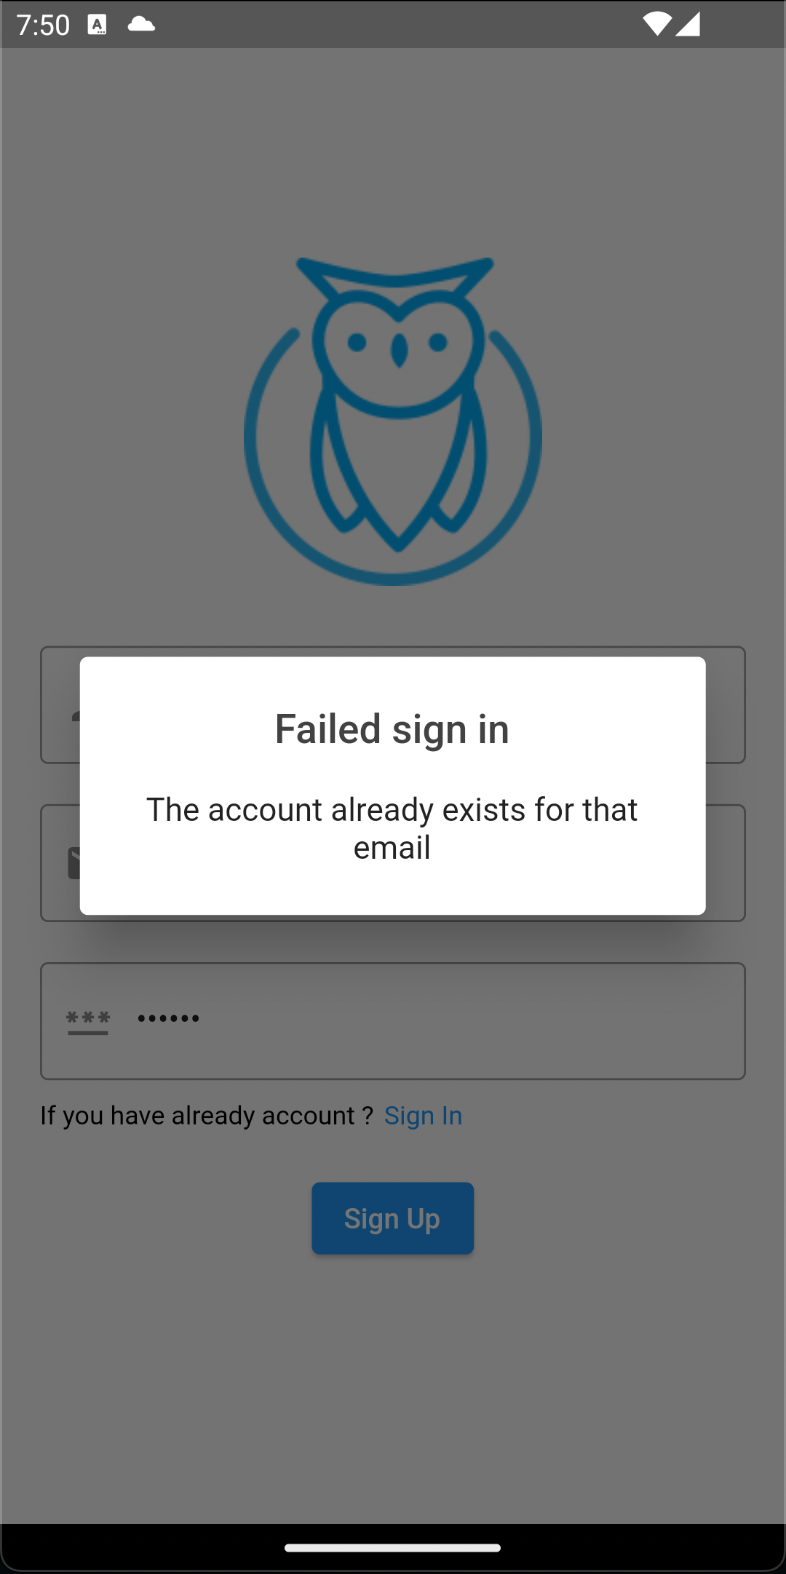 7:50
A
Failed sign in
The account already exists for that
email
***
••••••
If you have already account ? Sign In
Sign Up